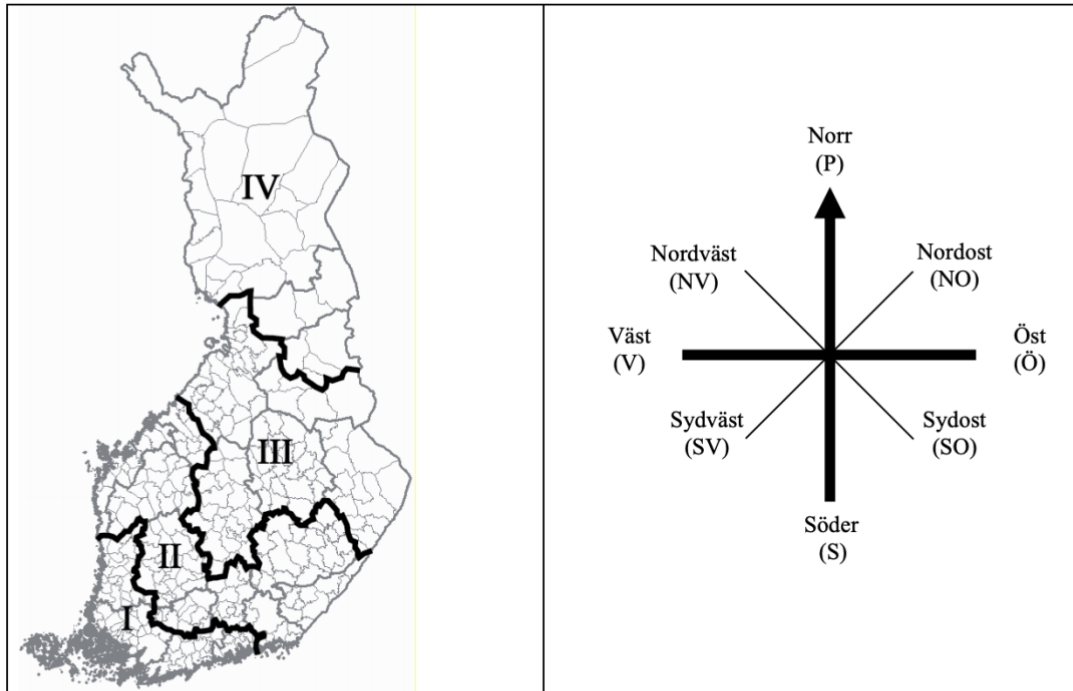 IV
III
II
I
Norr
(P)
Nordväst
(NV)
Nordost
(NO)
Väst
(V)
Öst
(Ö)
Sydväst
(SV)
Sydost
(SO)
Söder
(S)